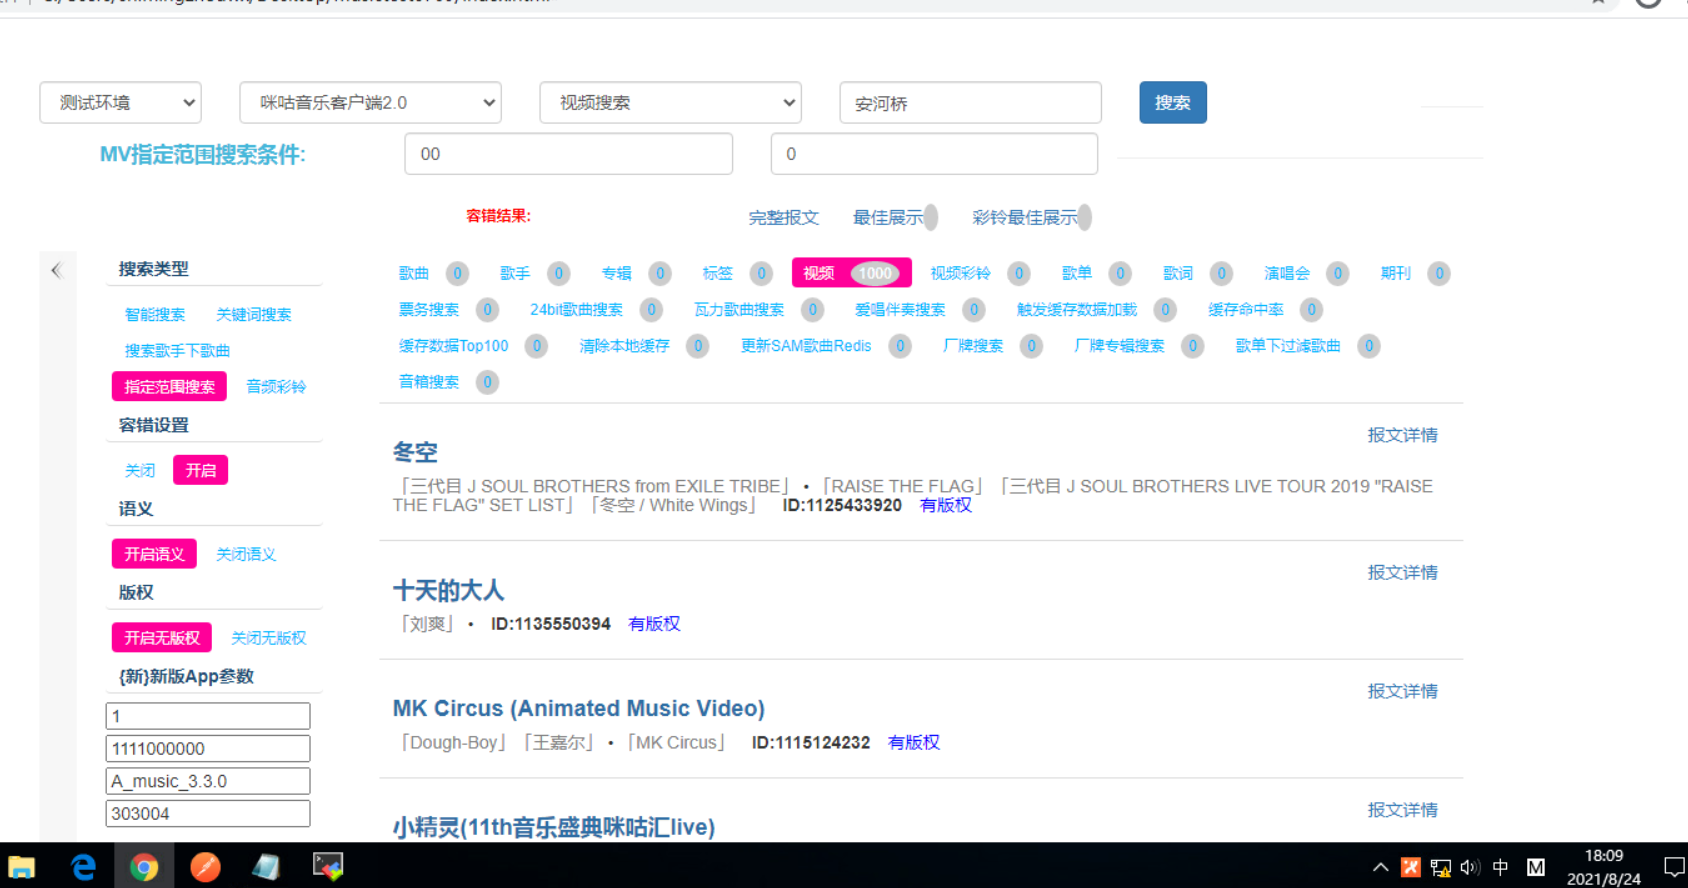 测试环境 咪咕音乐客户端2.0 视频搜索 安河桥 搜索
MV指定范围搜索条件: 00 0
容错结果: 完整报文 最佳展示 彩铃最佳展示
搜索类型
智能搜索 关键词搜索
搜索歌手下歌曲
指定范围搜索 音频彩铃
容错设置
关闭 开启
语义
开启语义 关闭语义
版权
开启无版权 关闭无版权
{新}新版App参数
1
1111000000
A_music_3.3.0
303004
歌曲 0 歌手 0 专辑 0 标签 0 视频 1000 视频彩铃 0 歌单 0 歌词 0 演唱会 0 期刊 0
票务搜索 0 24bit歌曲搜索 0 瓦力歌曲搜索 0 爱唱伴奏搜索 0 触发缓存数据加载 0 缓存命中率 0
缓存数据Top100 0 清除本地缓存 0 更新SAM歌曲Redis 0 厂牌搜索 0 厂牌专辑搜索 0 歌单下过滤歌曲 0
音箱搜索 0
报文详情
冬空
「三代目 J SOUL BROTHERS from EXILE TRIBE」 • 「RAISE THE FLAG」「三代目 J SOUL BROTHERS LIVE TOUR 2019 "RAISE
THE FLAG" SET LIST」「冬空 / White Wings」 ID:1125433920 有版权
报文详情
十天的大人
「刘爽」 • ID:1135550394 有版权
报文详情
MK Circus (Animated Music Video)
「Dough-Boy」「王嘉尔」 • 「MK Circus」 ID:1115124232 有版权
报文详情
小精灵(11th音乐盛典咪咕汇live)
中 M 18:09
2021/8/24